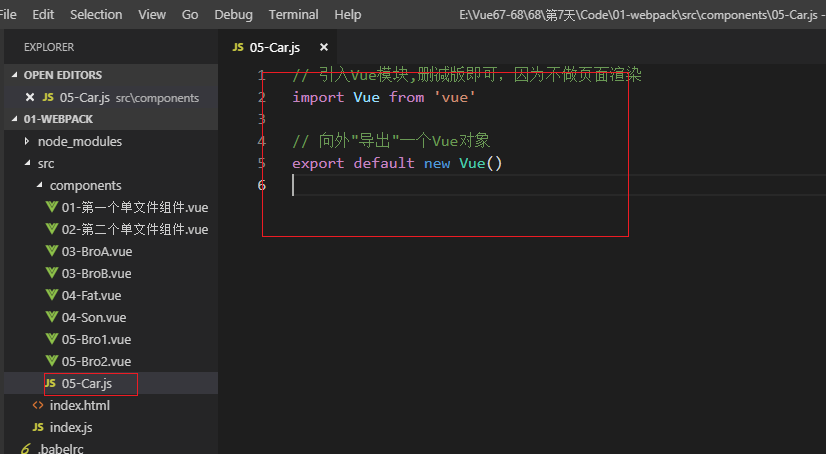 File Edit Selection View Go Debug Terminal Help E:\Vue67-68\68\第7天\Code\01-webpack\src\components\05-Car.js -
EXPLORER
OPEN EDITORS
JS 05-Car.js src\components
01-WEBPACK
node_modules
src
components
01-第一个单文件组件.vue
02-第二个单文件组件.vue
03-BroA.vue
03-BroB.vue
04-Fat.vue
04-Son.vue
05-Bro1.vue
05-Bro2.vue
JS 05-Car.js
index.html
JS index.js
.babelrc
JS 05-Car.js
1 // 引入Vue模块,删减版即可，因为不做页面渲染
2 import Vue from 'vue'
3
4 // 向外"导出"一个Vue对象
5 export default new Vue()
6